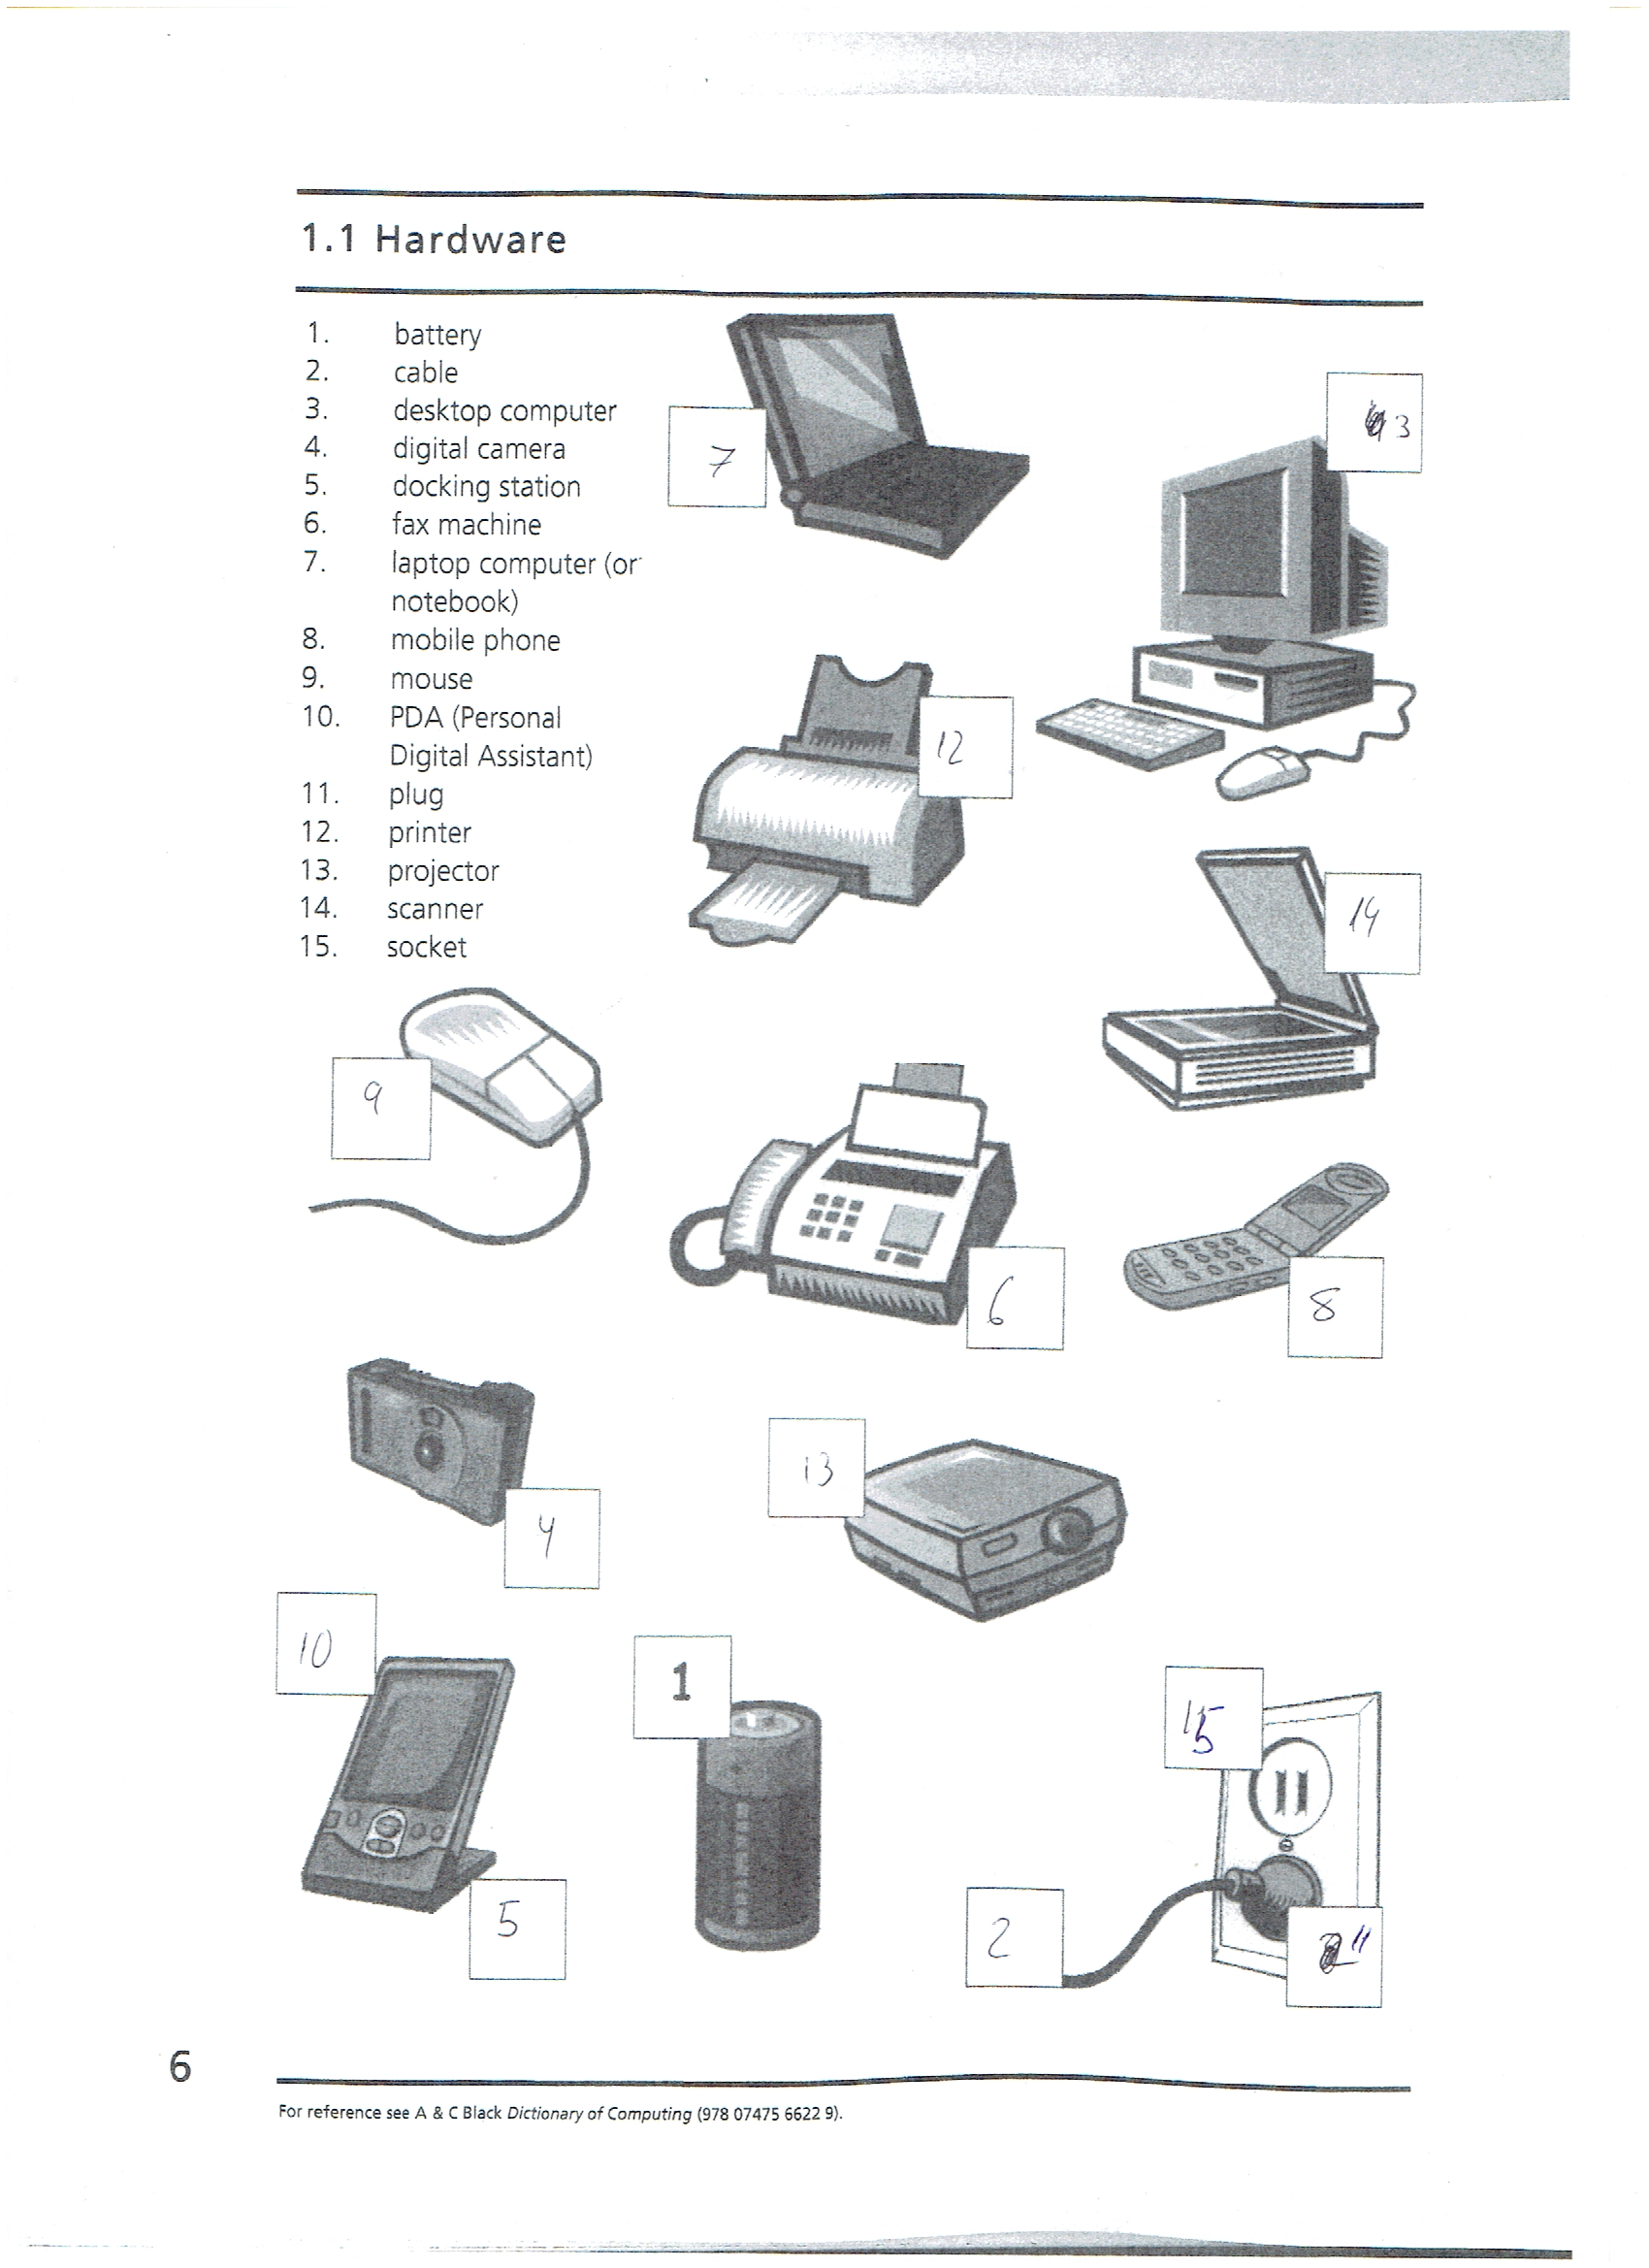 1.1 Hardware
1. battery
2. cable
3. desktop computer
4. digital camera
5. docking station
6. fax machine
7. laptop computer (or
notebook)
8. mobile phone
9. mouse
10. PDA (Personal
Digital Assistant)
11. plug
12. printer
13. projector
14. scanner
15. socket
7
3
12
14
9
6
8
4
13
10
1
15
5
2
11
6
For reference see A & C Black Dictionary of Computing (978 07475 6622 9).